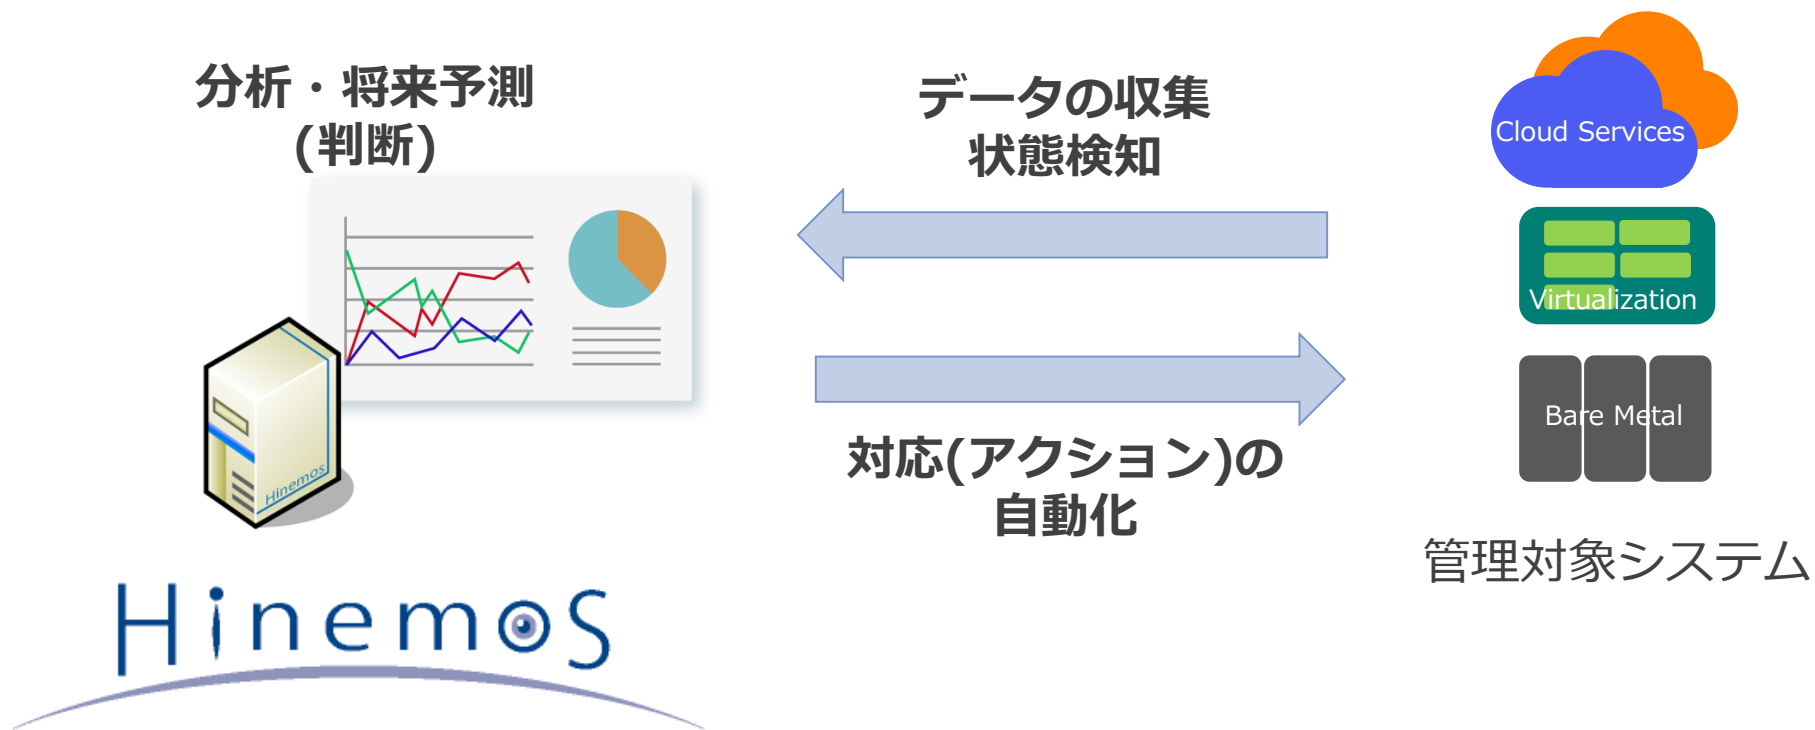 分析・将来予測
(判断)
データの収集
状態検知
Cloud Services
Virtualization
Bare Metal
対応(アクション)の
自動化
管理対象システム
Hinemos
Hinemos